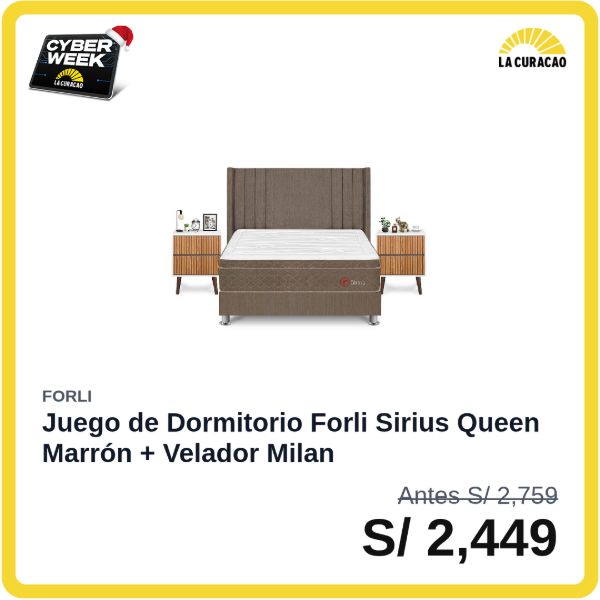 CYBER
WEEK
LA CURACAO
LA CURACAO
FORLI
Juego de Dormitorio Forli Sirius Queen
Marrón + Velador Milan
Antes S/ 2,759
S/ 2,449